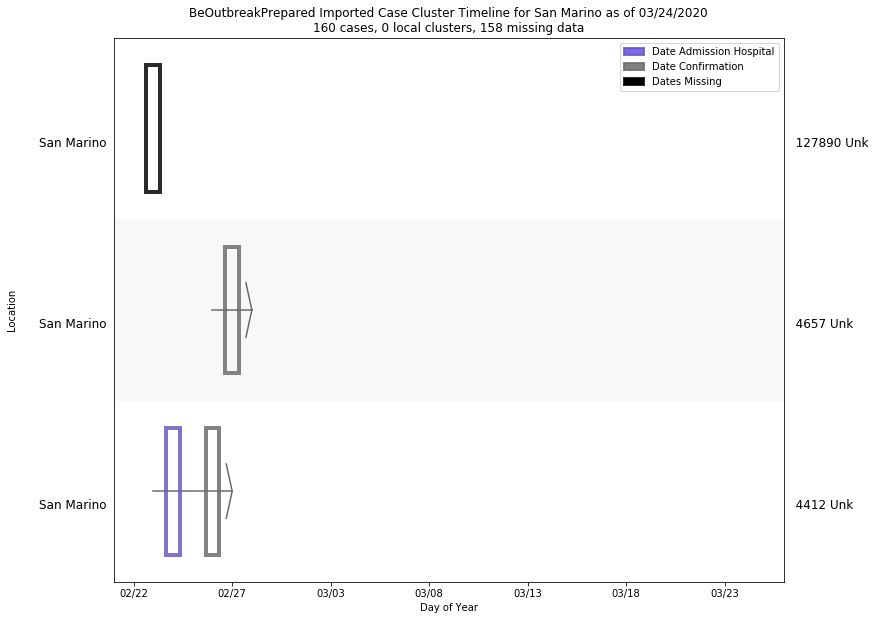 BeOutbreakPrepared Imported Case Cluster Timeline for San Marino as of 03/24/2020
160 cases, 0 local clusters, 158 missing data
Date Admission Hospital
Date Confirmation
Dates Missing
San Marino
127890 Unk
San Marino
4657 Unk
San Marino
4412 Unk
Location
02/22
02/27
03/03
03/08
03/13
03/18
03/23
Day of Year